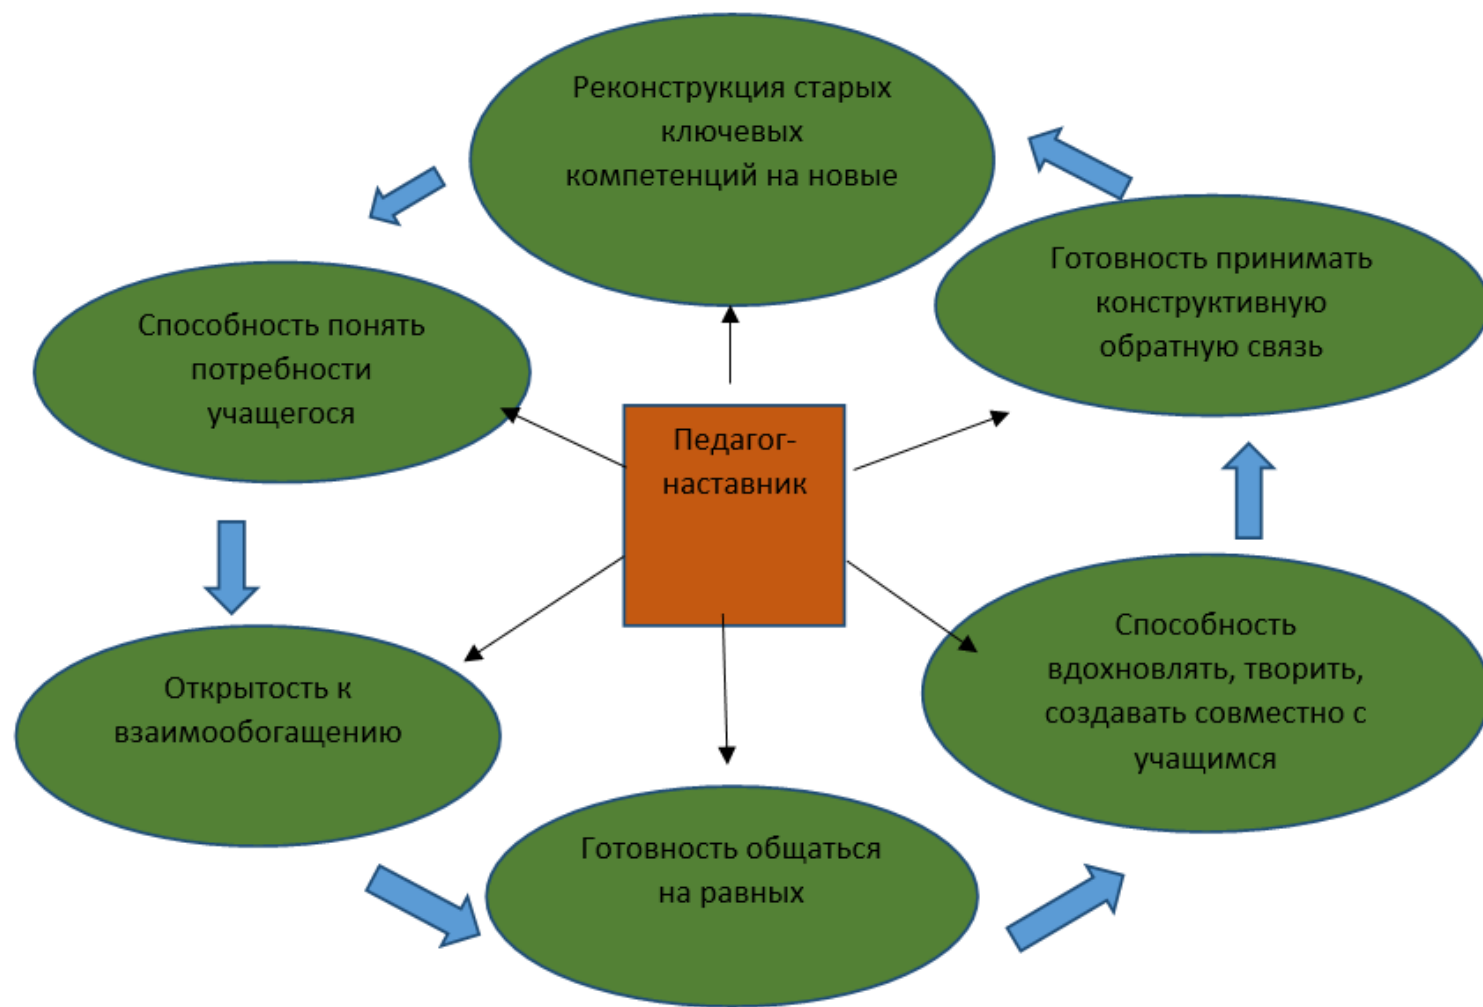 Реконструкция старых
ключевых
компетенций на новые
Готовность принимать
конструктивную
обратную связь
Способность понять
потребности
учащегося
Педагог-
наставник
Способность
вдохновлять, творить,
создавать совместно с
учащимся
Открытость к
взаимообогащению
Готовность общаться
на равных